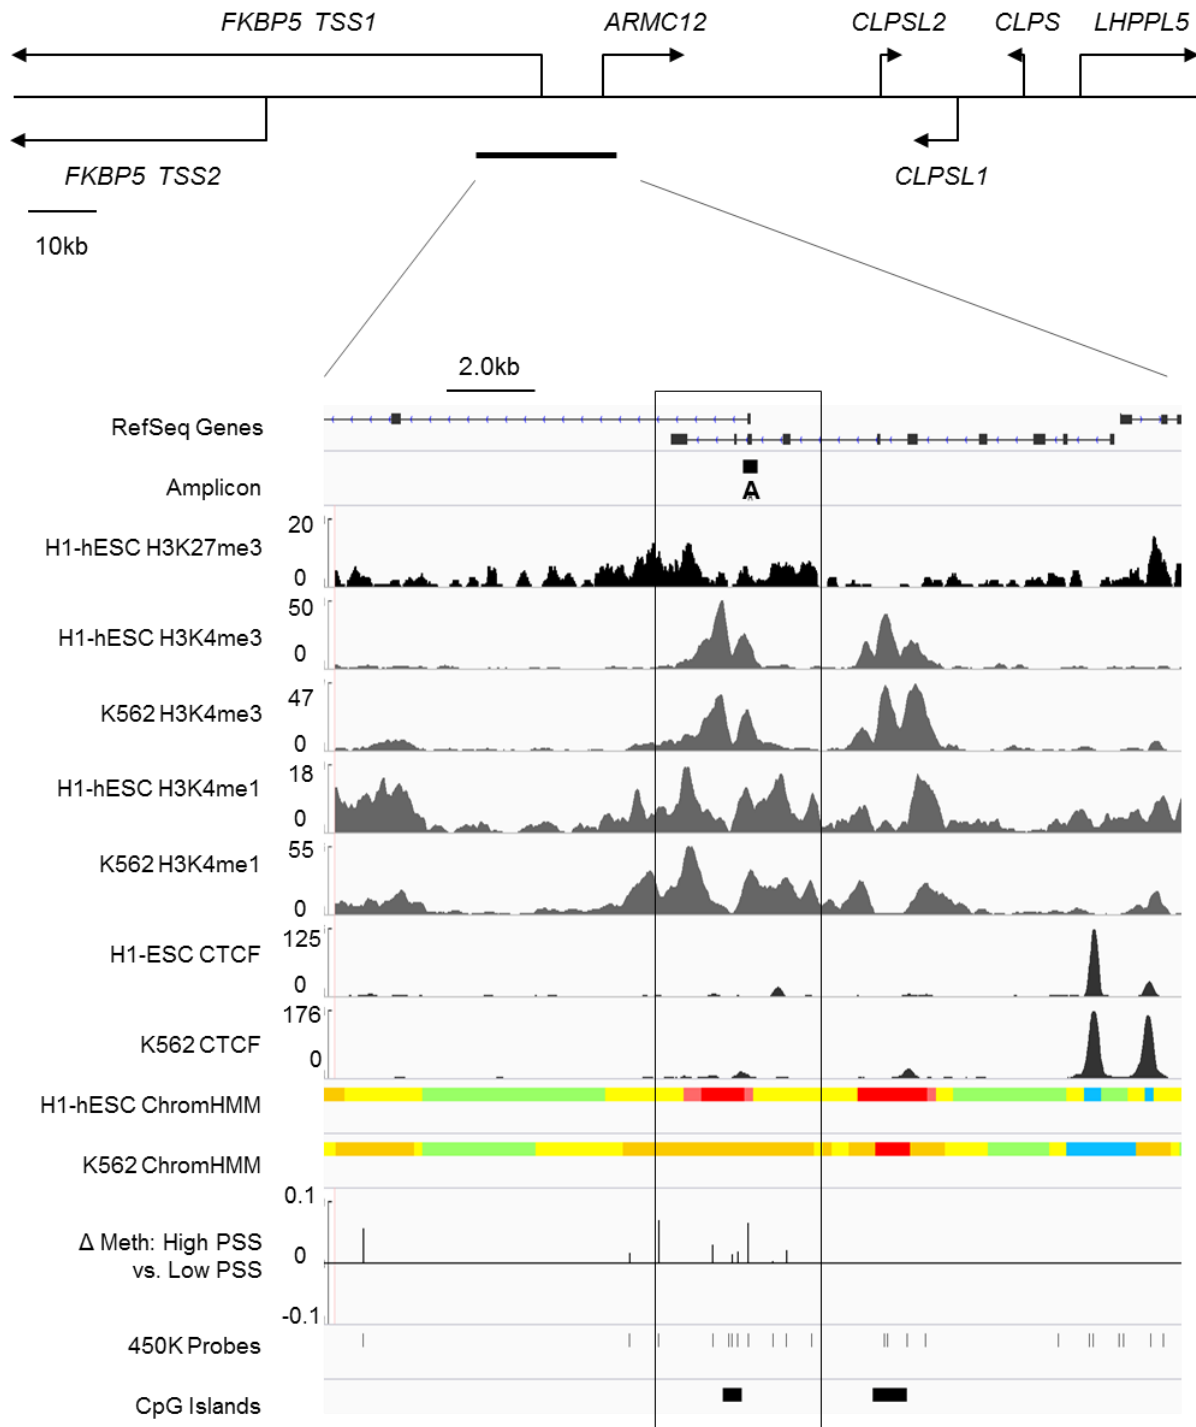 FKBP5 TSS1 ARMC12 CLPSL2 CLPS LHPPL5
FKBP5 TSS2 CLPSL1
10kb
2.0kb
RefSeq Genes
Amplicon
A
H1-hESC H3K27me3 20 0
H1-hESC H3K4me3 50 0
K562 H3K4me3 47 0
H1-hESC H3K4me1 18 0
K562 H3K4me1 55 0
H1-ESC CTCF 125 0
K562 CTCF 176 0
H1-hESC ChromHMM
K562 ChromHMM
0.1
Δ Meth: High PSS 0
vs. Low PSS
-0.1
450K Probes
CpG Islands